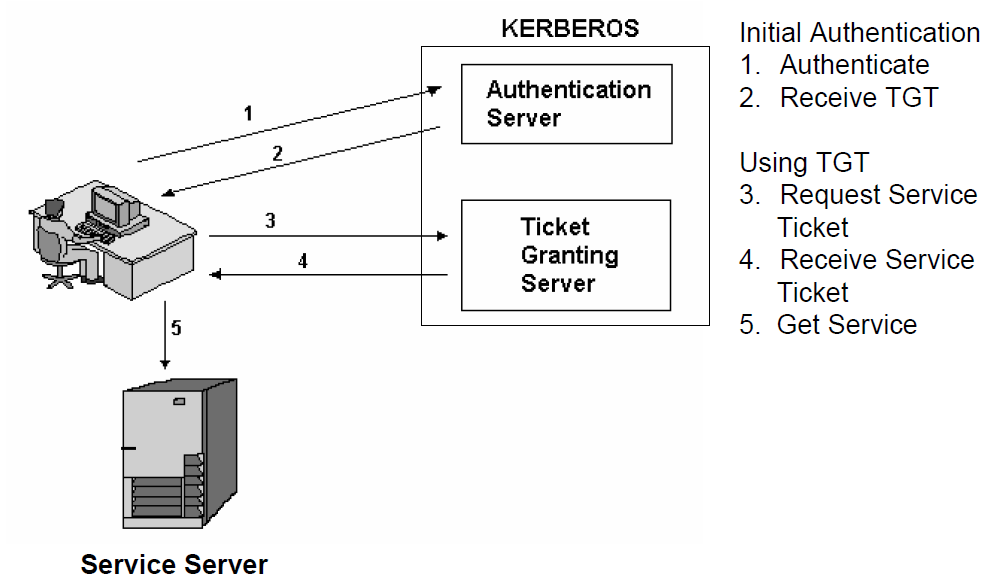 KERBEROS
Authentication
Server
1
2
3
Ticket
Granting
Server
4
5
Service Server
Initial Authentication
1. Authenticate
2. Receive TGT
Using TGT
3. Request Service
Ticket
4. Receive Service
Ticket
5. Get Service